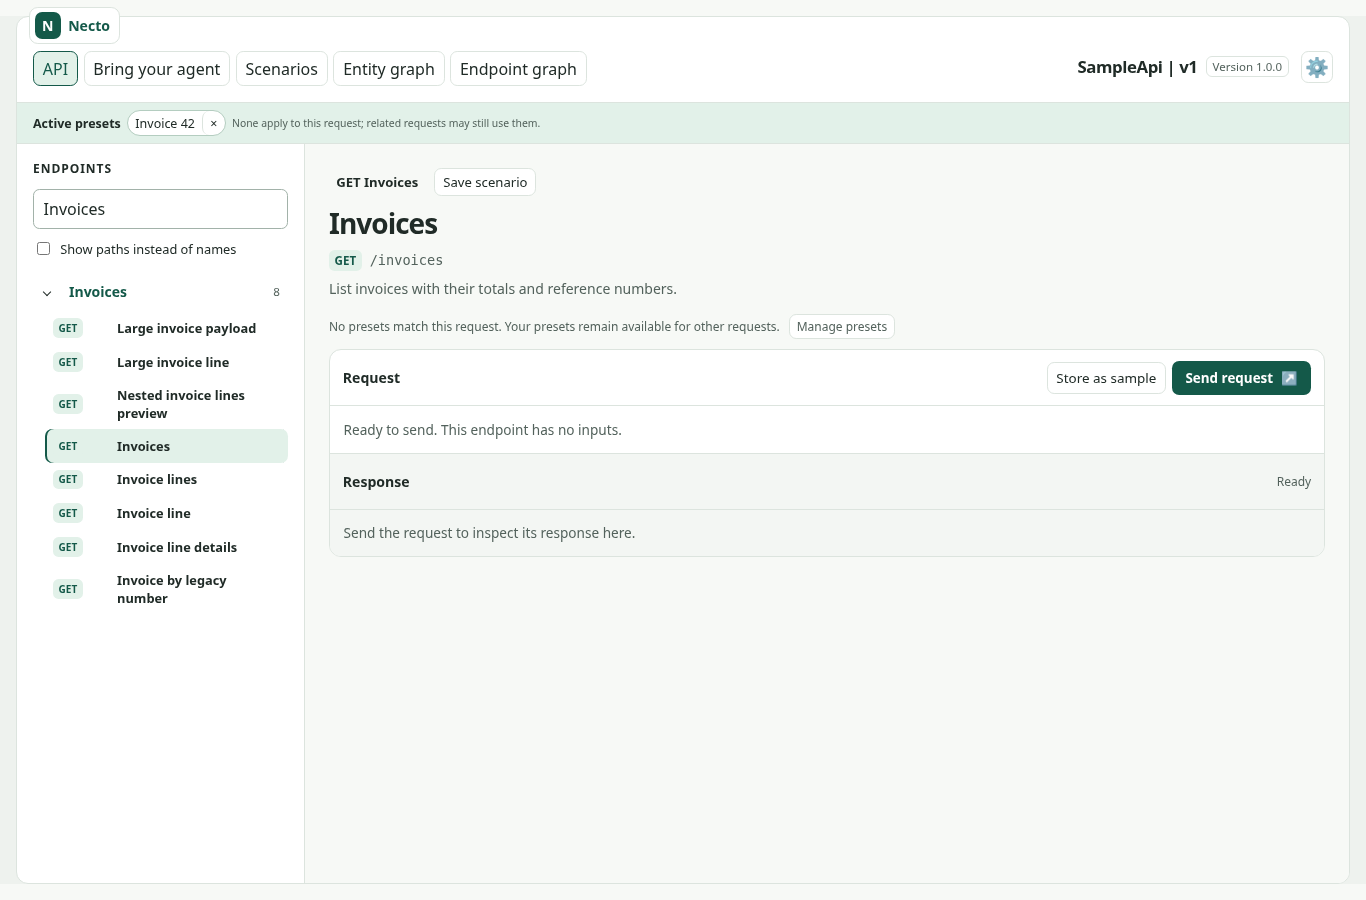 N Necto
API Bring your agent Scenarios Entity graph Endpoint graph SampleApi | v1 Version 1.0.0
Active presets Invoice 42 × None apply to this request; related requests may still use them.
ENDPOINTS
Invoices
Show paths instead of names
Invoices 8
GET Large invoice payload
GET Large invoice line
GET Nested invoice lines
preview
GET Invoices
GET Invoice lines
GET Invoice line
GET Invoice line details
GET Invoice by legacy
number
GET Invoices Save scenario
Invoices
GET /invoices
List invoices with their totals and reference numbers.
No presets match this request. Your presets remain available for other requests. Manage presets
Request Store as sample Send request ↗
Ready to send. This endpoint has no inputs.
Response Ready
Send the request to inspect its response here.